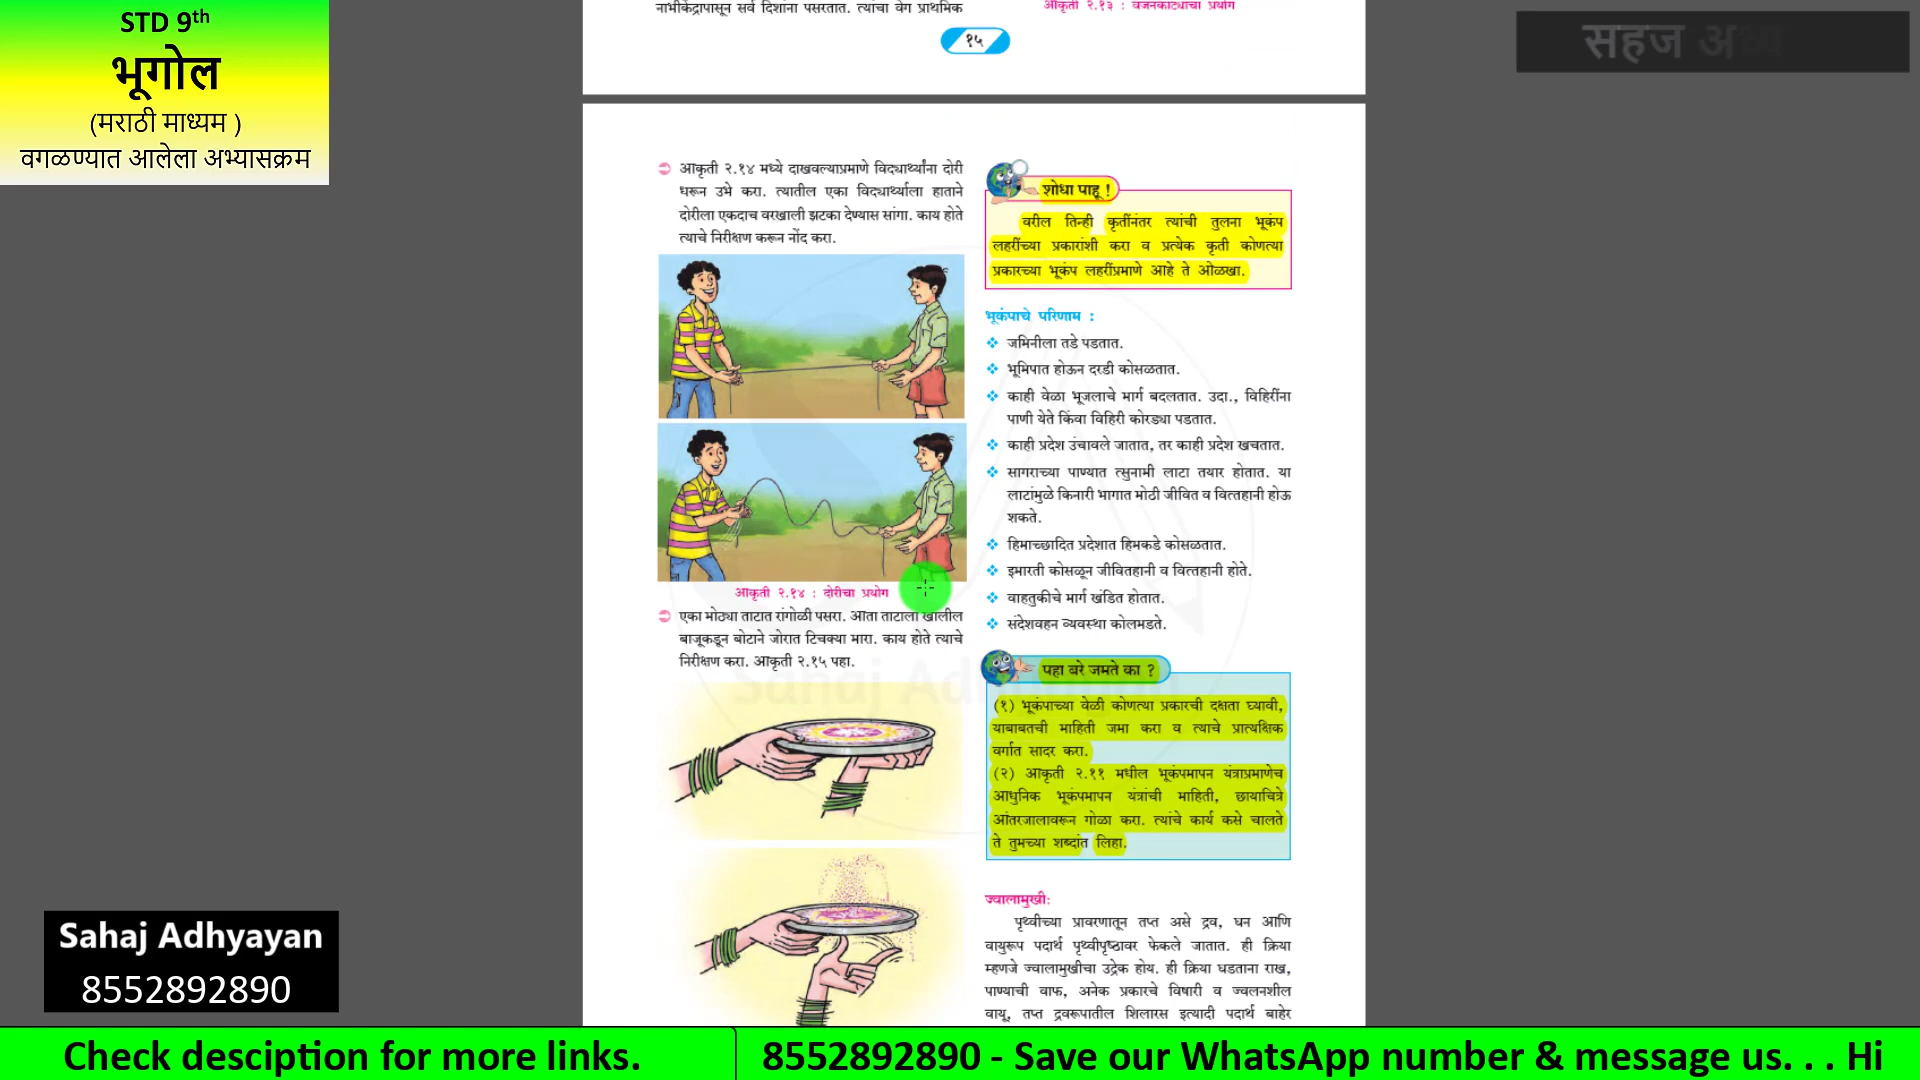 STD 9th
भूगोल
(मराठी माध्यम )
वगळण्यात आलेला अभ्यासक्रम
सहज
नाभीकेंद्रापासून सर्व दिशांना पसरतात. त्यांचा वेग प्राथमिक
आकृती २.१३ : वजनकाट्याचा प्रयोग
१५
आकृती २.१४ मध्ये दाखवल्याप्रमाणे विद्यार्थ्यांना दोरी
धरून उभे करा. त्यातील एका विद्यार्थ्याला हाताने
दोरीला एकदाच वरखाली झटका देण्यास सांगा. काय होते
त्याचे निरीक्षण करून नोंद करा.
आकृती २.१४ : दोरीचा प्रयोग
एका मोठ्या ताटात रांगोळी पसरा. आता ताटाला खालील
बाजूकडून बोटाने जोरात टिचक्या मारा. काय होते त्याचे
निरीक्षण करा. आकृती २.१५ पहा.
शोधा पाहू !
वरील तिन्ही कृतींनंतर त्यांची तुलना भूकंप
लहरींच्या प्रकारांशी करा व प्रत्येक कृती कोणत्या
प्रकारच्या भूकंप लहरींप्रमाणे आहे ते ओळखा.
भूकंपाचे परिणाम :
जमिनीला तडे पडतात.
भूमिपात होऊन दरडी कोसळतात.
काही वेळा भूजलाचे मार्ग बदलतात. उदा., विहिरींना
पाणी येते किंवा विहिरी कोरड्या पडतात.
काही प्रदेश उंचावले जातात, तर काही प्रदेश खचतात.
सागराच्या पाण्यात त्सुनामी लाटा तयार होतात. या
लाटांमुळे किनारी भागात मोठी जीवित व वित्तहानी होऊ
शकते.
हिमाच्छादित प्रदेशात हिमकडे कोसळतात.
इमारती कोसळून जीवितहानी व वित्तहानी होते.
वाहतुकीचे मार्ग खंडित होतात.
संदेशवहन व्यवस्था कोलमडते.
पहा बरे जमते का ?
(१) भूकंपाच्या वेळी कोणत्या प्रकारची दक्षता घ्यावी,
याबाबतची माहिती जमा करा व त्याचे प्रात्यक्षिक
वर्गात सादर करा.
(२) आकृती २.११ मधील भूकंपमापन यंत्राप्रमाणेच
आधुनिक भूकंपमापन यंत्रांची माहिती, छायाचित्रे
आंतरजालावरून गोळा करा. त्यांचे कार्य कसे चालते
ते तुमच्या शब्दांत लिहा.
ज्वालामुखी:
पृथ्वीच्या प्रावरणातून तप्त असे द्रव, घन आणि
वायुरूप पदार्थ पृथ्वीपृष्ठावर फेकले जातात. ही क्रिया
म्हणजे ज्वालामुखीचा उद्रेक होय. ही क्रिया घडताना राख,
पाण्याची वाफ, अनेक प्रकारचे विषारी व ज्वलनशील
वायू, तप्त द्रवरूपातील शिलारस इत्यादी पदार्थ बाहेर
Sahaj Adhyayan
Sahaj Adhyayan
8552892890
Check desciption for more links.
8552892890 - Save our WhatsApp number & message us. . . Hi